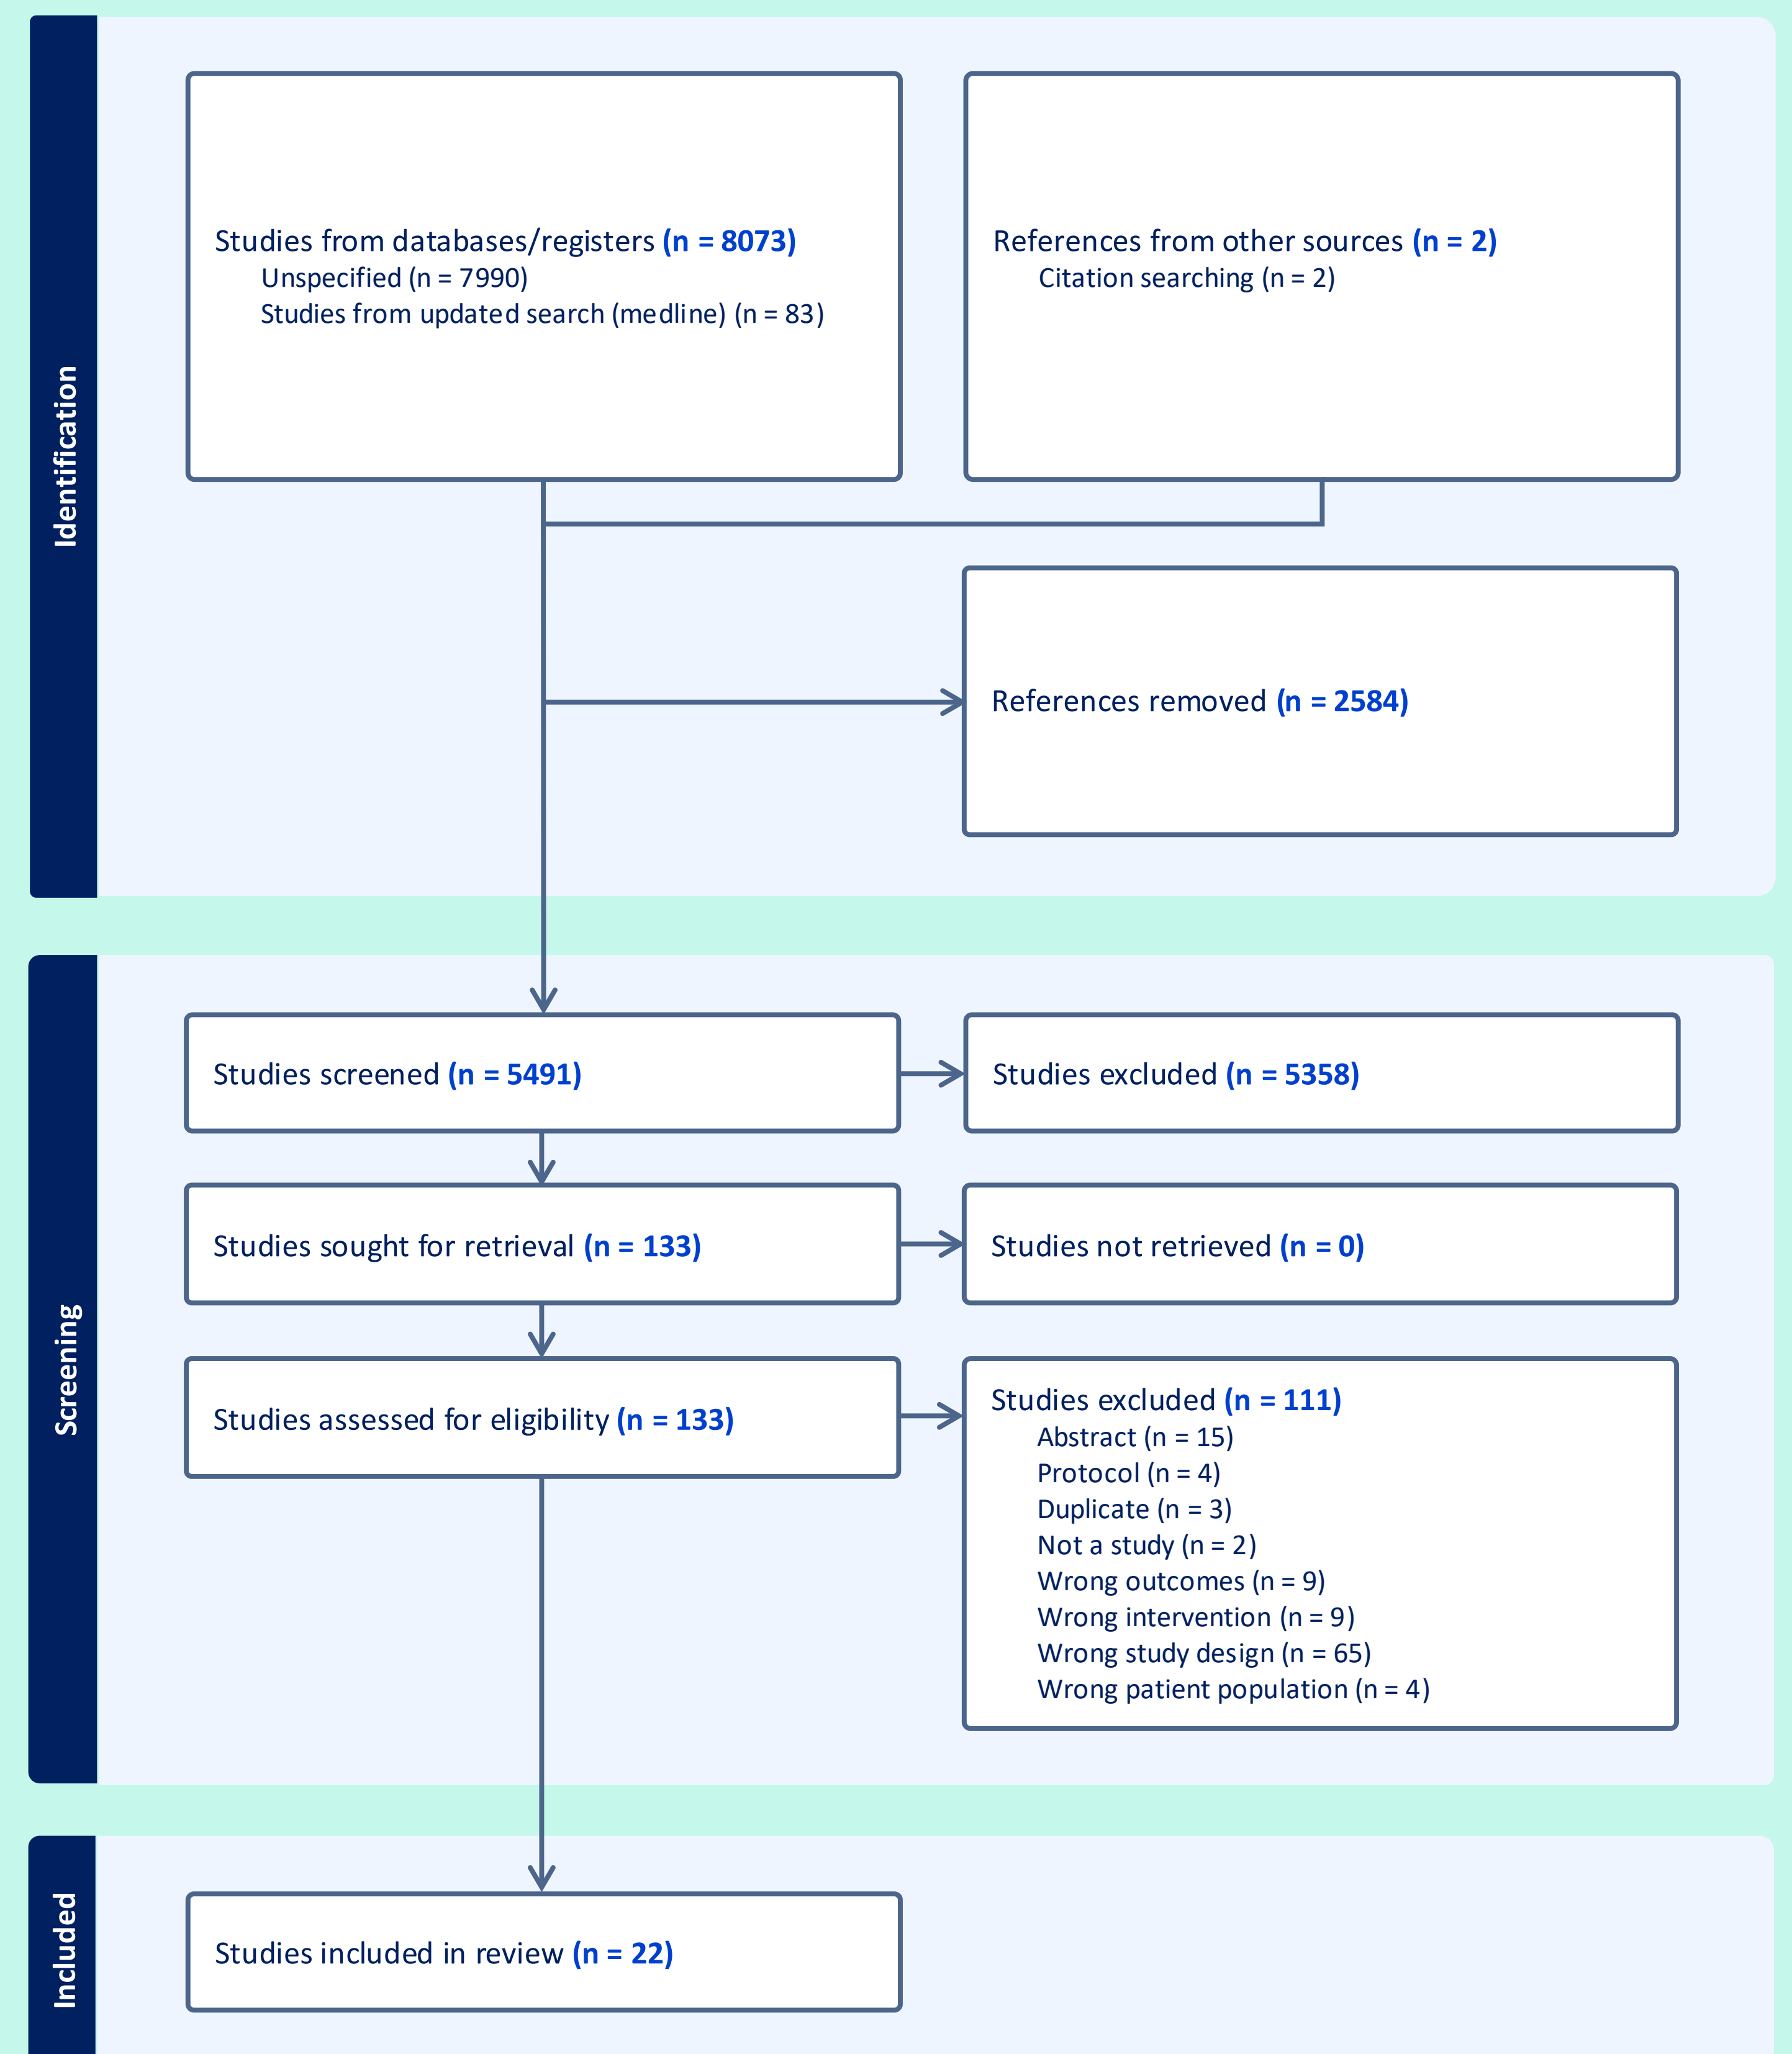 Identification
Studies from databases/registers (n = 8073)
Unspecified (n = 7990)
Studies from updated search (medline) (n = 83)
References from other sources (n = 2)
Citation searching (n = 2)
References removed (n = 2584)
Screening
Studies screened (n = 5491)
Studies excluded (n = 5358)
Studies sought for retrieval (n = 133)
Studies not retrieved (n = 0)
Studies assessed for eligibility (n = 133)
Studies excluded (n = 111)
Abstract (n = 15)
Protocol (n = 4)
Duplicate (n = 3)
Not a study (n = 2)
Wrong outcomes (n = 9)
Wrong intervention (n = 9)
Wrong study design (n = 65)
Wrong patient population (n = 4)
Included
Studies included in review (n = 22)